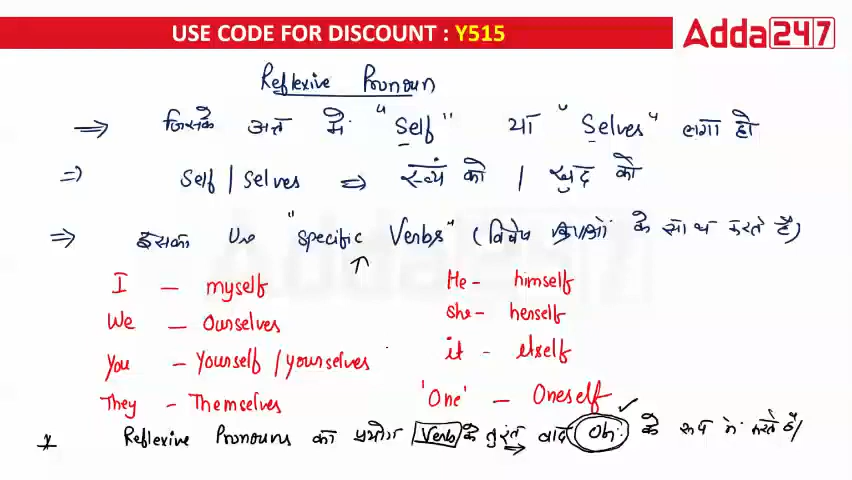 USE CODE FOR DISCOUNT : Y515
Adda247
Reflexive Pronoun
⇒ जिसके अन्त में "Self" या "Selves" लगा हो
⇒ Self / Selves ⇒ स्वयं को / खुद को
⇒ इसका Use "Specific Verbs" (विशेष क्रियाओं के साथ करते हैं)
I — myself
He - himself
We — Ourselves
She - herself
You - Yourself / yourselves
it - itself
They - Themselves
'One' — Oneself
* Reflexive Pronouns का प्रयोग Verb के तुरंत बाद Obj. के रूप में करते हैं/